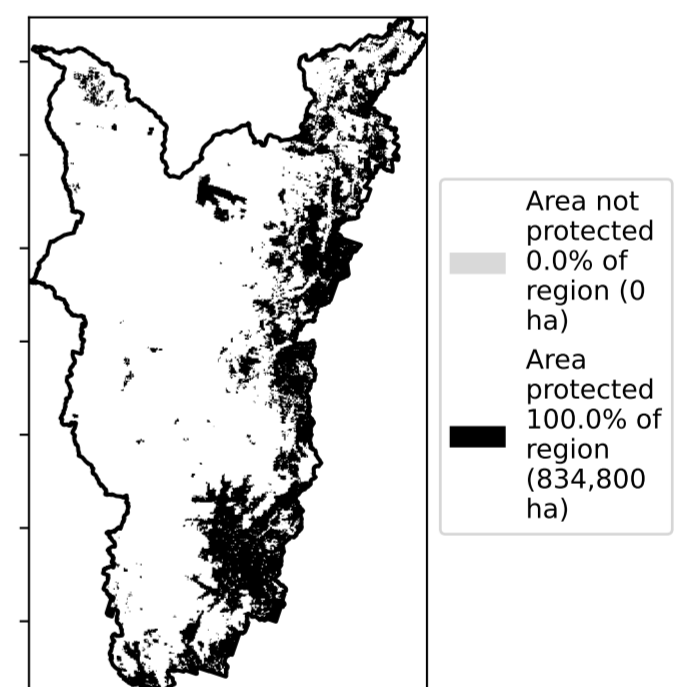 Area not
protected
0.0% of
region (0
ha)
Area
protected
100.0% of
region
(834,800
ha)